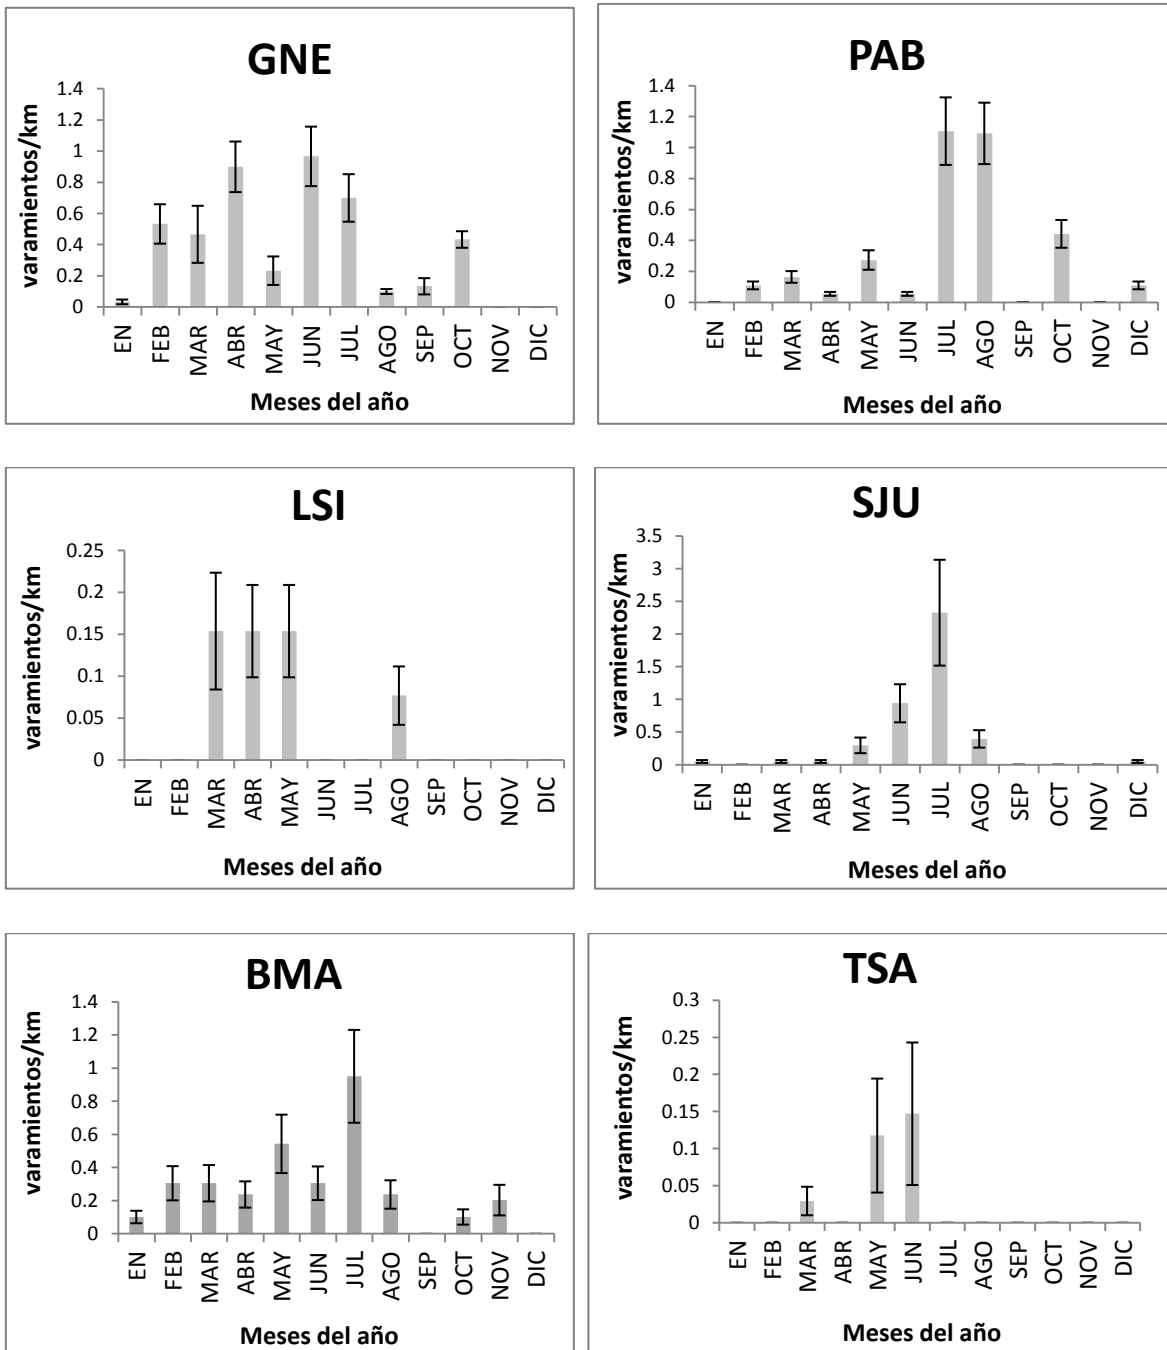 GNE
varamientos/km
1.4
1.2
1
0.8
0.6
0.4
0.2
0
EN FEB MAR ABR MAY JUN JUL AGO SEP OCT NOV DIC
Meses del año
PAB
varamientos/km
1.4
1.2
1
0.8
0.6
0.4
0.2
0
EN FEB MAR ABR MAY JUN JUL AGO SEP OCT NOV DIC
Meses del año
LSI
varamientos/km
0.25
0.2
0.15
0.1
0.05
0
EN FEB MAR ABR MAY JUN JUL AGO SEP OCT NOV DIC
Meses del año
SJU
varamientos/km
3.5
3
2.5
2
1.5
1
0.5
0
EN FEB MAR ABR MAY JUN JUL AGO SEP OCT NOV DIC
Meses del año
BMA
varamientos/km
1.4
1.2
1
0.8
0.6
0.4
0.2
0
EN FEB MAR ABR MAY JUN JUL AGO SEP OCT NOV DIC
Meses del año
TSA
varamientos/km
0.3
0.25
0.2
0.15
0.1
0.05
0
EN FEB MAR ABR MAY JUN JUL AGO SEP OCT NOV DIC
Meses del año